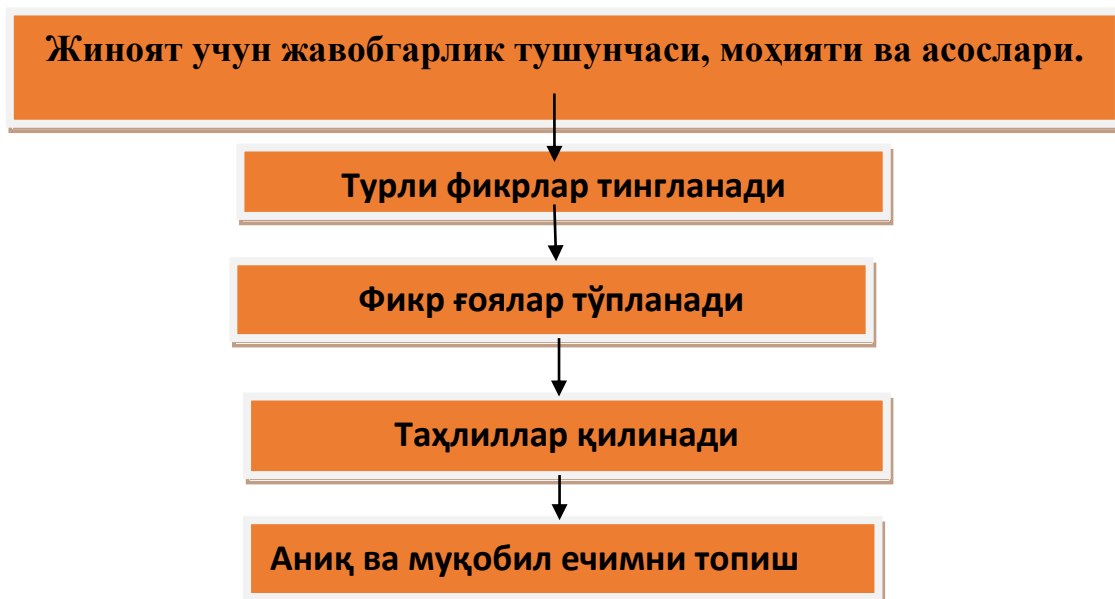 Жиноят учун жавобгарлик тушунчаси, моҳияти ва асослари.
Турли фикрлар тингланади
Фикр ғоялар тўпланади
Таҳлиллар қилинади
Аниқ ва муқобил ечимни топиш